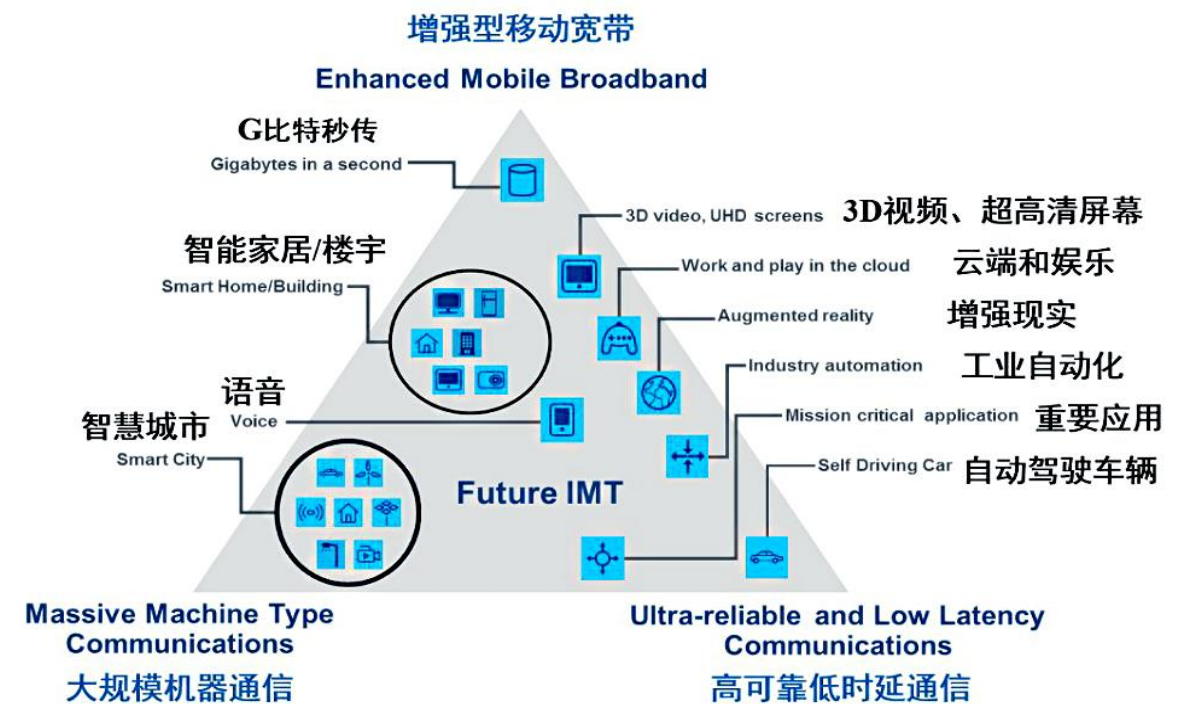 增强型移动宽带
Enhanced Mobile Broadband
G比特秒传
Gigabytes in a second
3D video, UHD screens 3D视频、超高清屏幕
智能家居/楼宇
Smart Home/Building
Work and play in the cloud 云端和娱乐
Augmented reality 增强现实
Industry automation 工业自动化
语音
Voice
Mission critical application 重要应用
智慧城市
Smart City
Self Driving Car 自动驾驶车辆
Future IMT
Massive Machine Type
Communications
大规模机器通信
Ultra-reliable and Low Latency
Communications
高可靠低时延通信